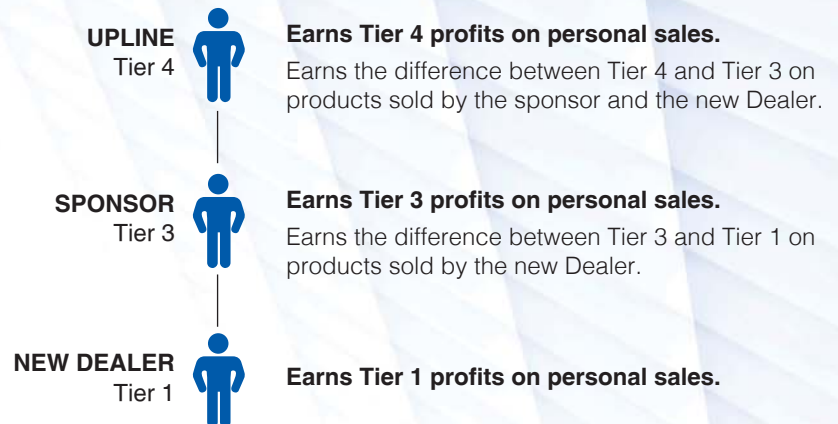 UPLINE
Tier 4
Earns Tier 4 profits on personal sales.
Earns the difference between Tier 4 and Tier 3 on
products sold by the sponsor and the new Dealer.
SPONSOR
Tier 3
Earns Tier 3 profits on personal sales.
Earns the difference between Tier 3 and Tier 1 on
products sold by the new Dealer.
NEW DEALER
Tier 1
Earns Tier 1 profits on personal sales.